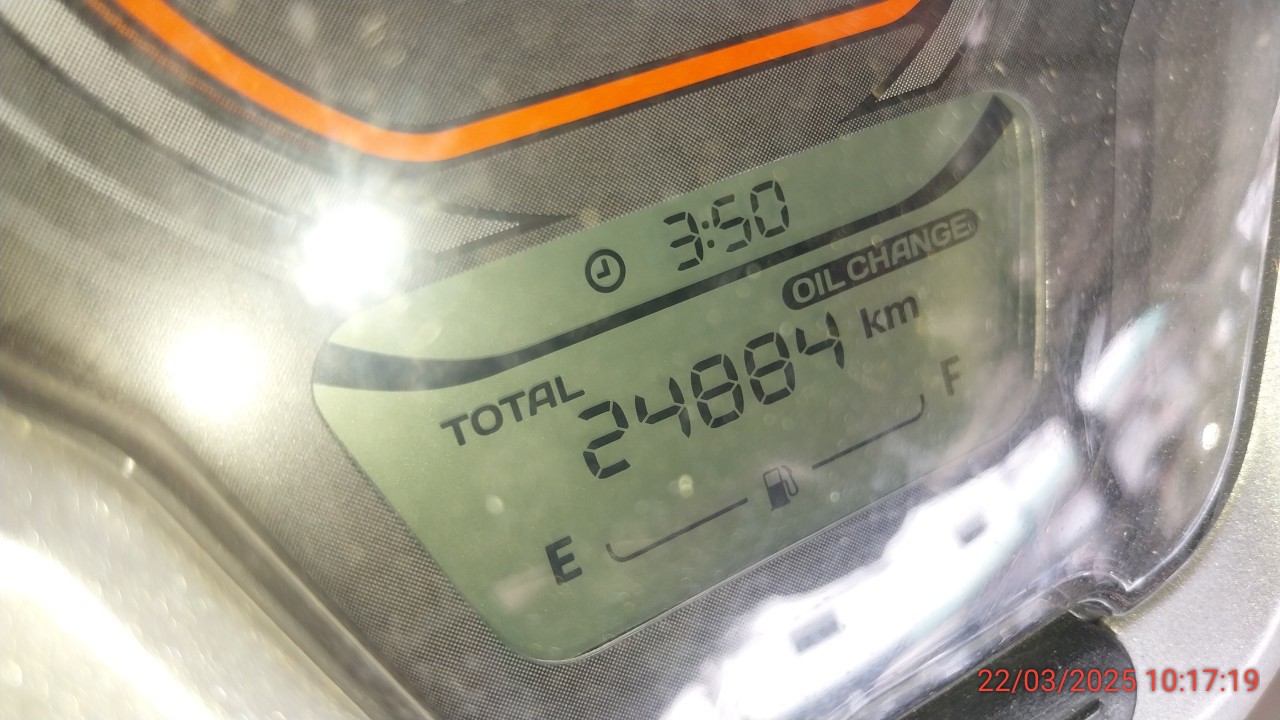 3:50
OIL CHANGE
TOTAL 24884 km
E F
22/03/2025 10:17:19